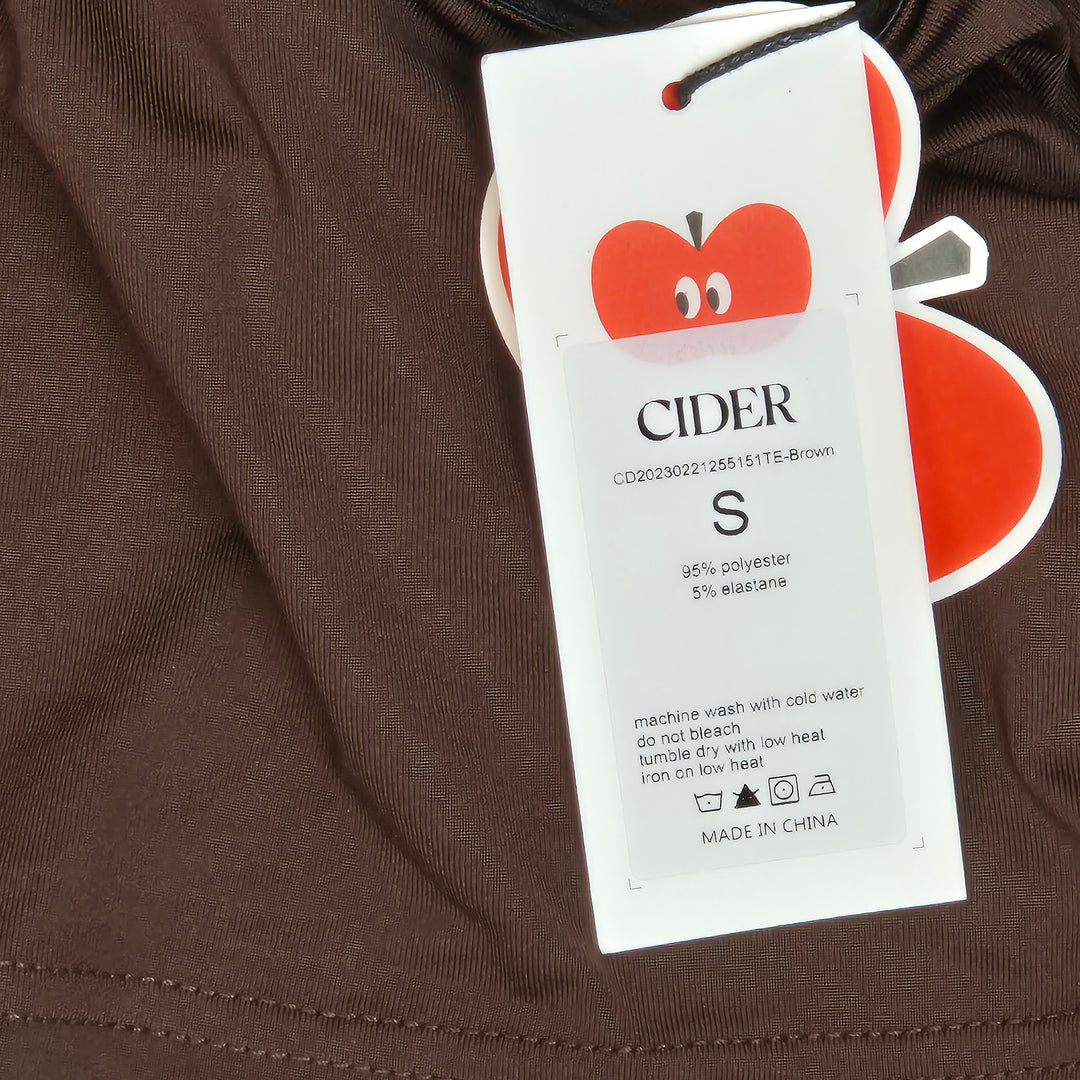 CIDER
CD20230221255151TE-Brown
S
95% polyester
5% elastane
machine wash with cold water
do not bleach
tumble dry with low heat
iron on low heat
MADE IN CHINA